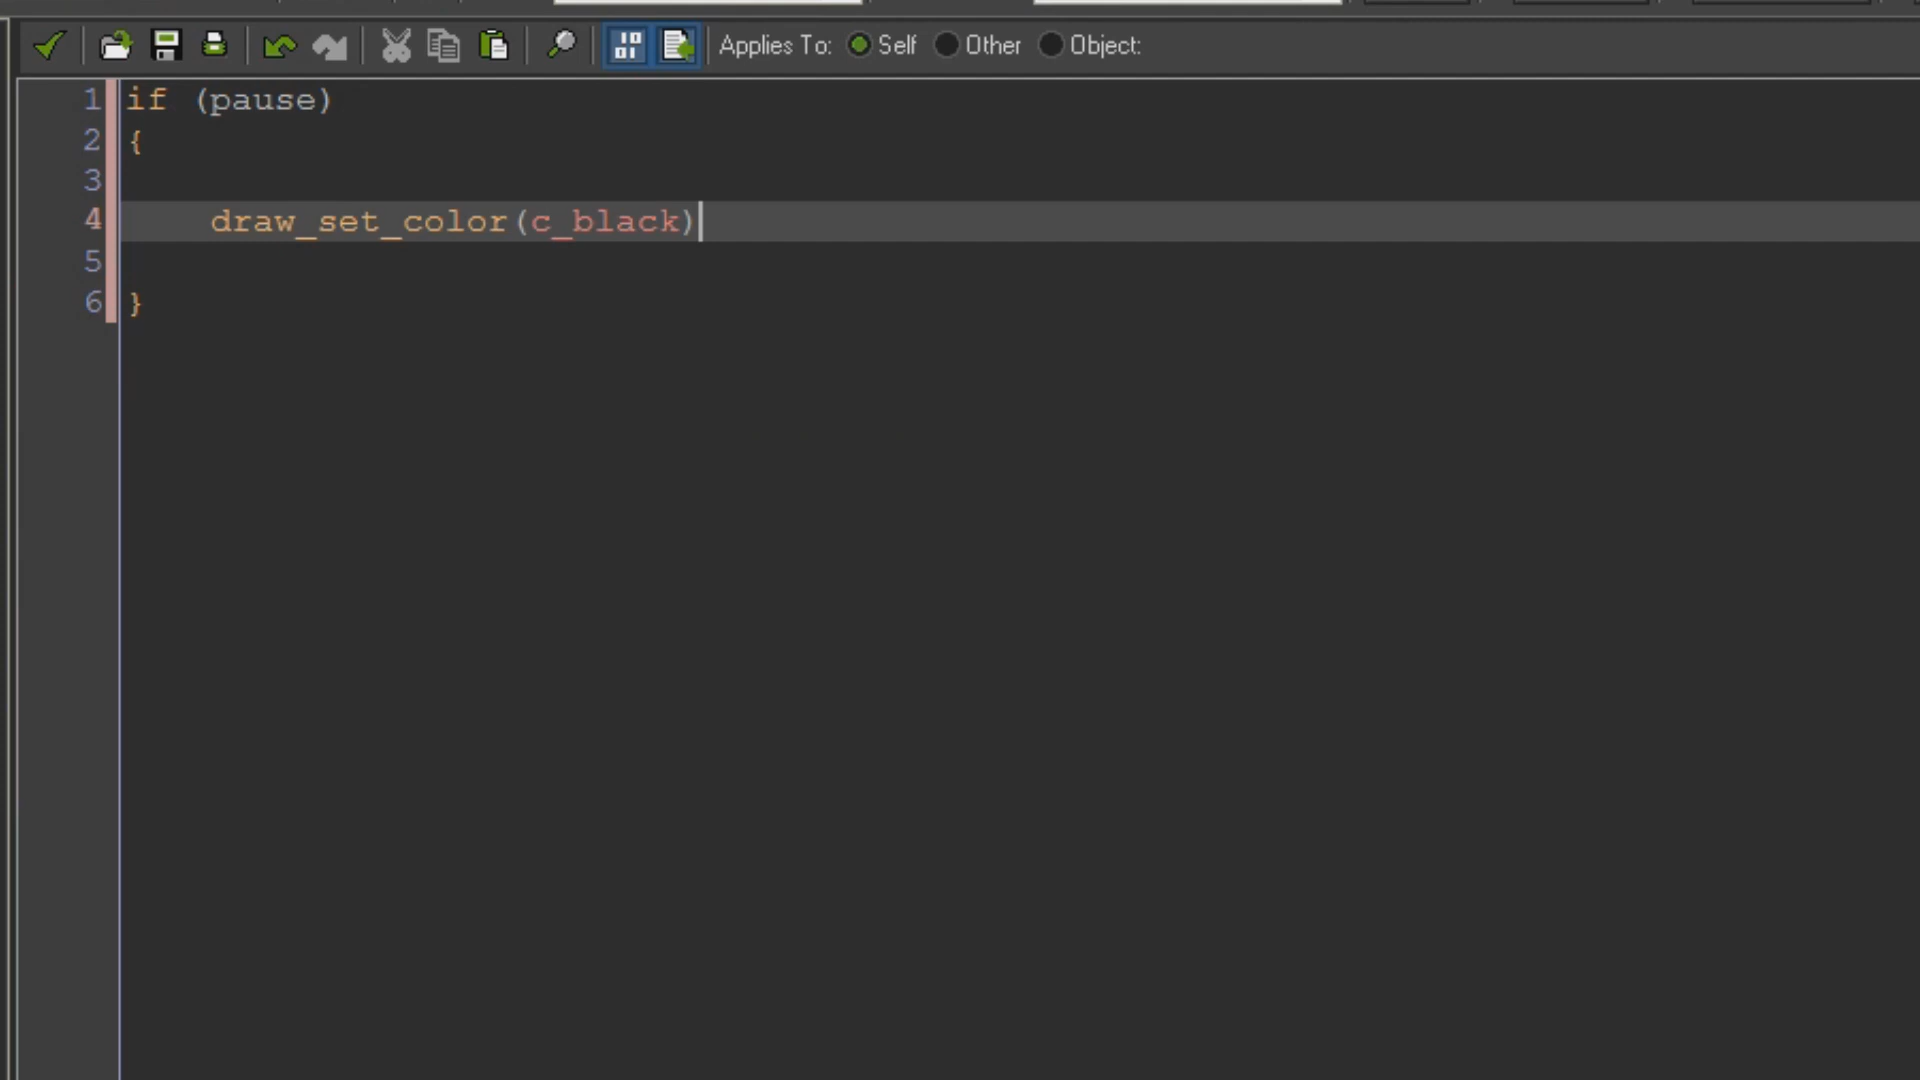 Applies To: Self Other Object:
1 if (pause)
2 {
3
4 draw_set_color(c_black)
5
6 }